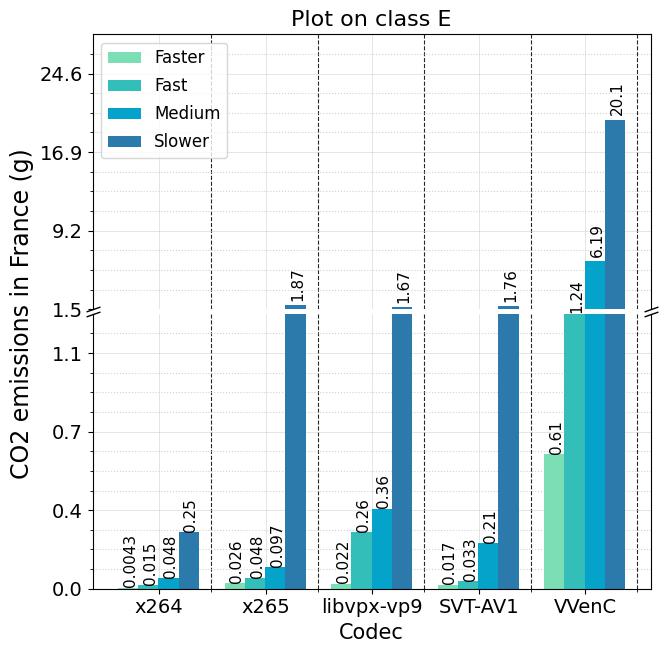 Plot on class E
Faster
Fast
Medium
Slower
CO2 emissions in France (g)
24.6
16.9
9.2
1.5
1.1
0.7
0.4
0.0
0.0043
0.015
0.048
0.25
0.026
0.048
0.097
1.87
0.022
0.26
0.36
1.67
0.017
0.033
0.21
1.76
0.61
1.24
6.19
20.1
x264
x265
libvpx-vp9
SVT-AV1
VVenC
Codec